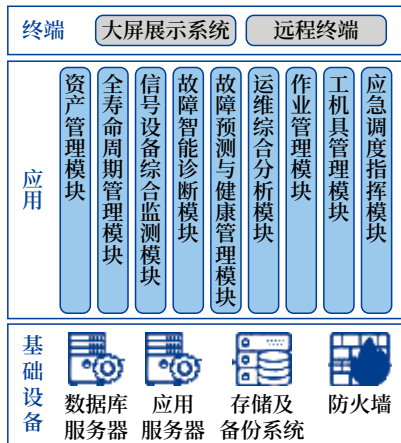 终端
大屏展示系统
远程终端
应用
资产管理模块
全寿命周期管理模块
信号设备综合监测模块
故障智能诊断模块
故障预测与健康管理模块
运维综合分析模块
作业管理模块
工机具管理模块
应急调度指挥模块
基础设备
数据库
服务器
应用
服务器
存储及
备份系统
防火墙